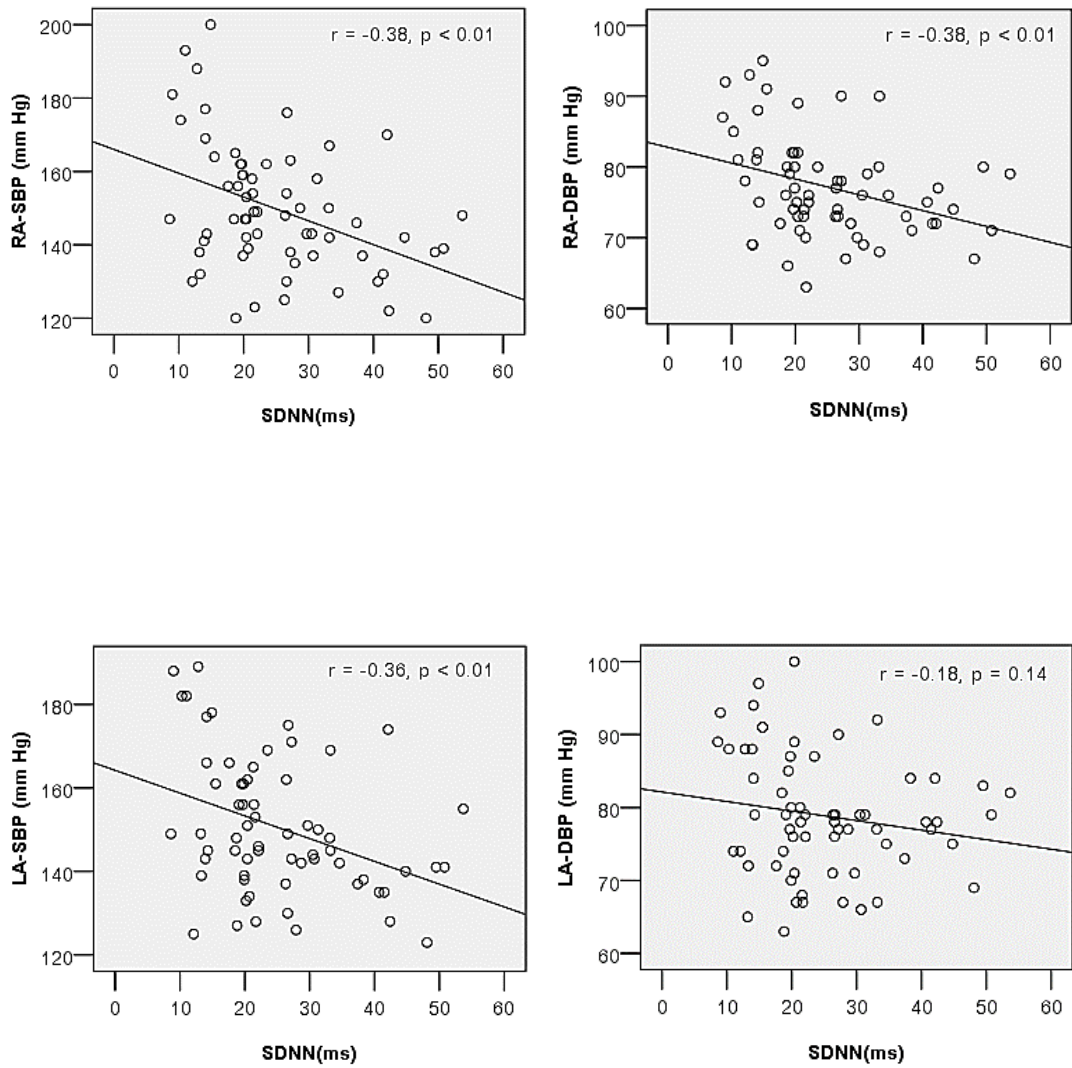 r = -0.38, p < 0.01
200
180
160
140
120
RA-SBP (mm Hg)
0 10 20 30 40 50 60
SDNN(ms)
r = -0.38, p < 0.01
100
90
80
70
60
RA-DBP (mm Hg)
0 10 20 30 40 50 60
SDNN(ms)
r = -0.36, p < 0.01
180
160
140
120
LA-SBP (mm Hg)
0 10 20 30 40 50 60
SDNN(ms)
r = -0.18, p = 0.14
100
90
80
70
60
LA-DBP (mm Hg)
0 10 20 30 40 50 60
SDNN(ms)